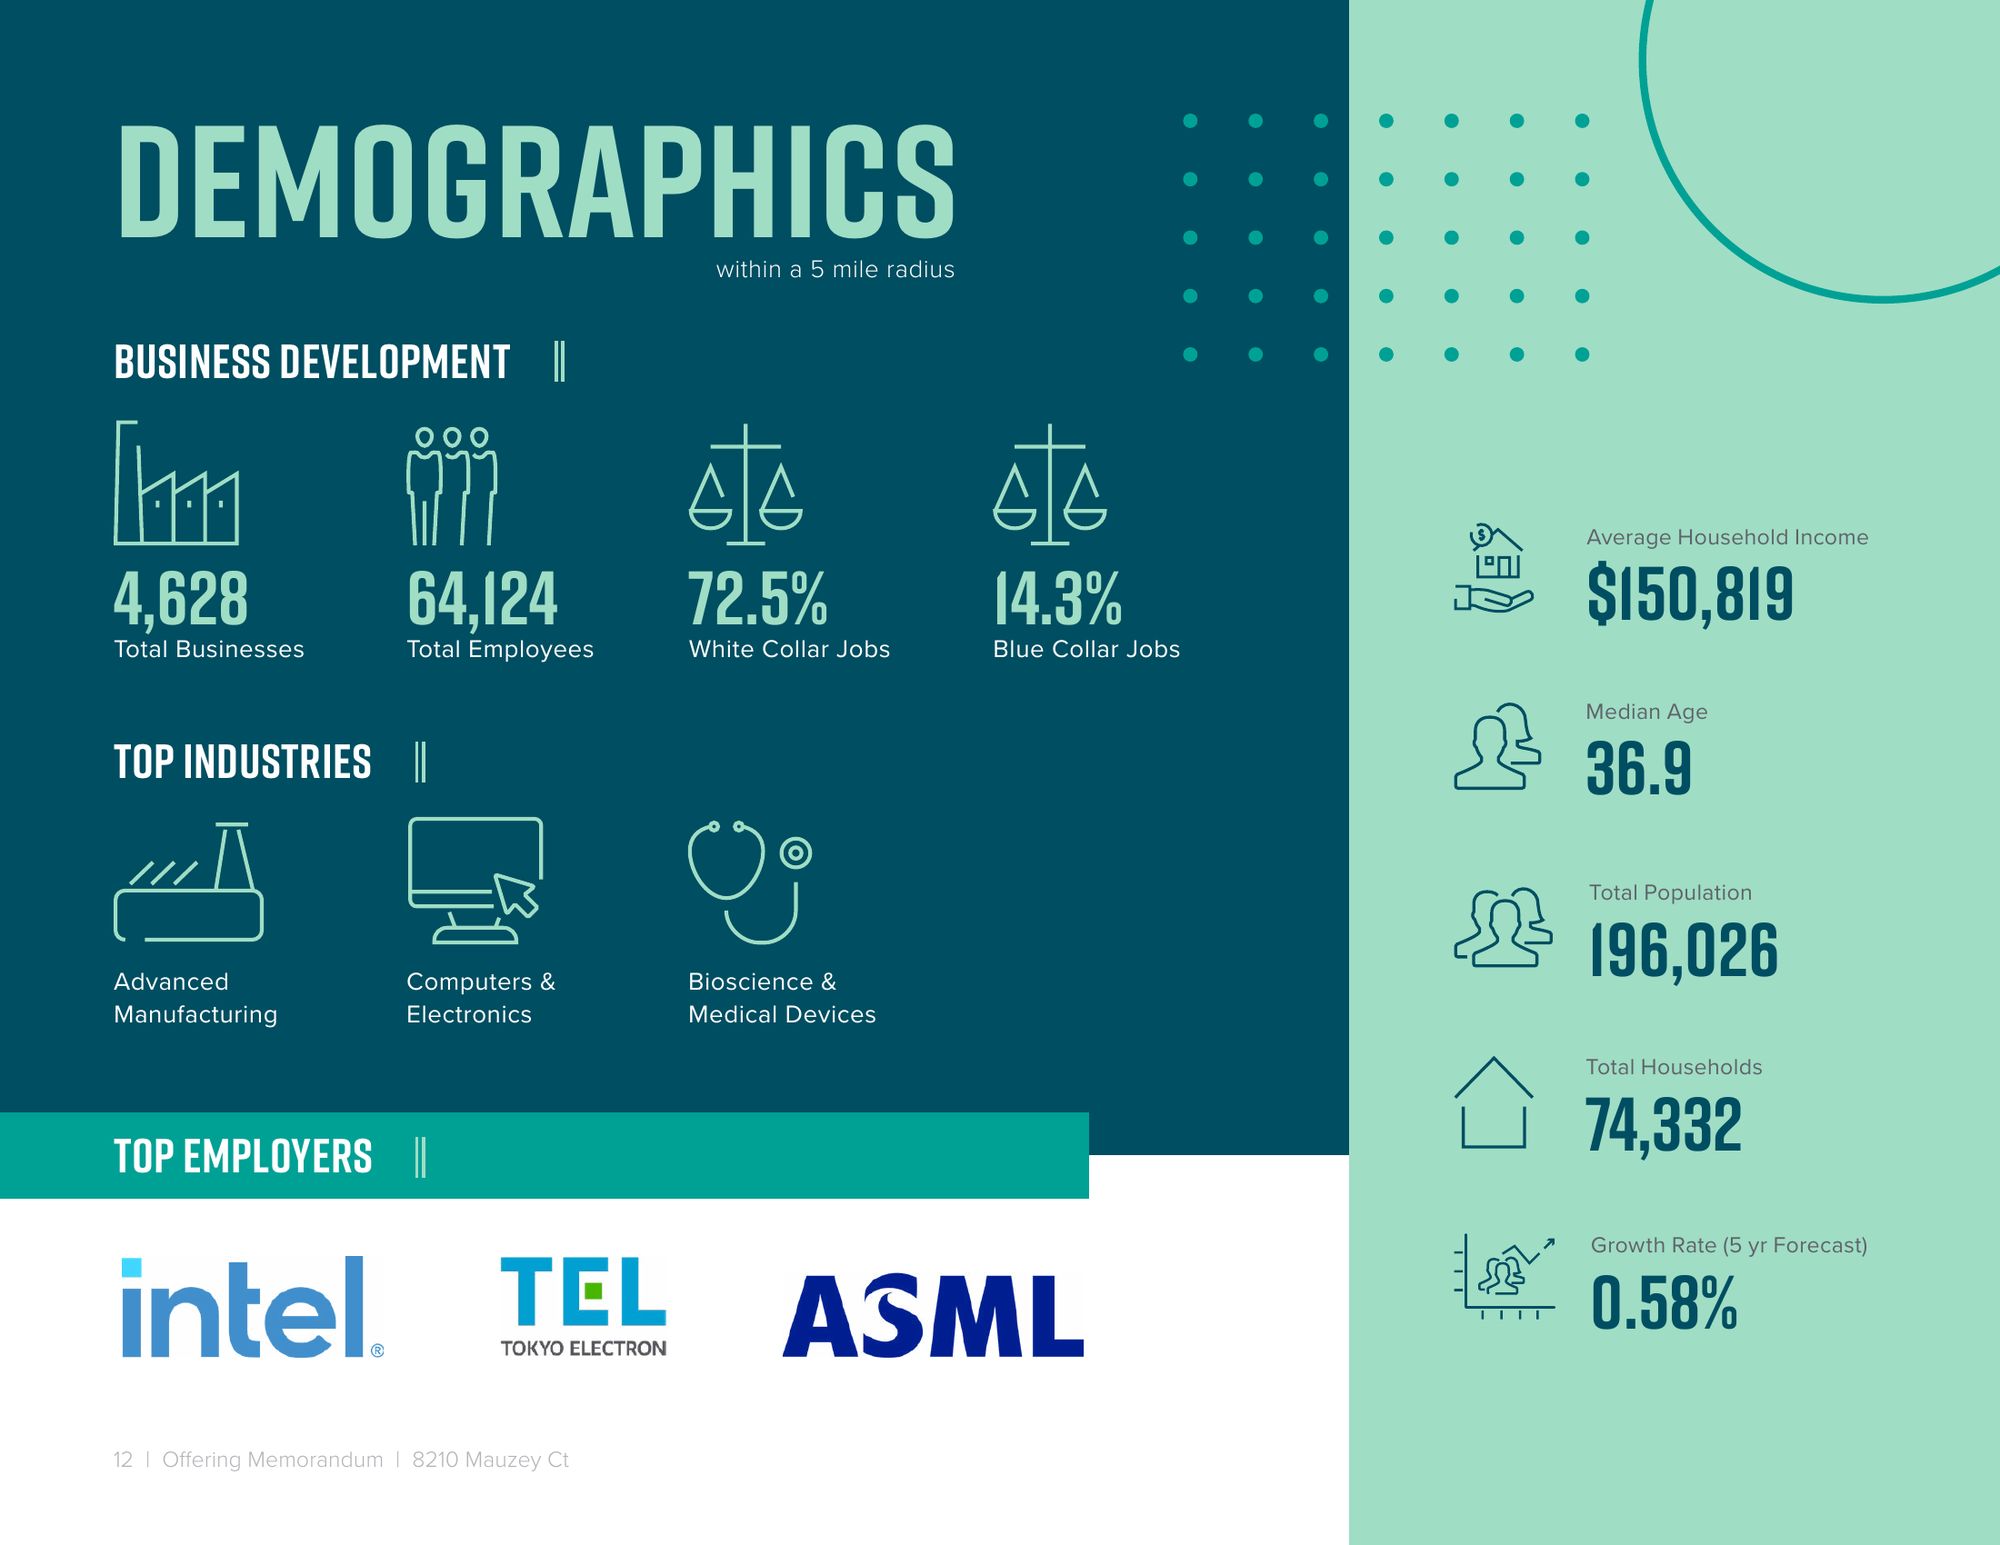 DEMOGRAPHICS
within a 5 mile radius
BUSINESS DEVELOPMENT
4,628
Total Businesses
64,124
Total Employees
72.5%
White Collar Jobs
14.3%
Blue Collar Jobs
TOP INDUSTRIES
Advanced
Manufacturing
Computers &
Electronics
Bioscience &
Medical Devices
TOP EMPLOYERS
intel®
TEL
TOKYO ELECTRON
ASML
$
Average Household Income
$150,819
Median Age
36.9
Total Population
196,026
Total Households
74,332
Growth Rate (5 yr Forecast)
0.58%
12 | Offering Memorandum | 8210 Mauzey Ct